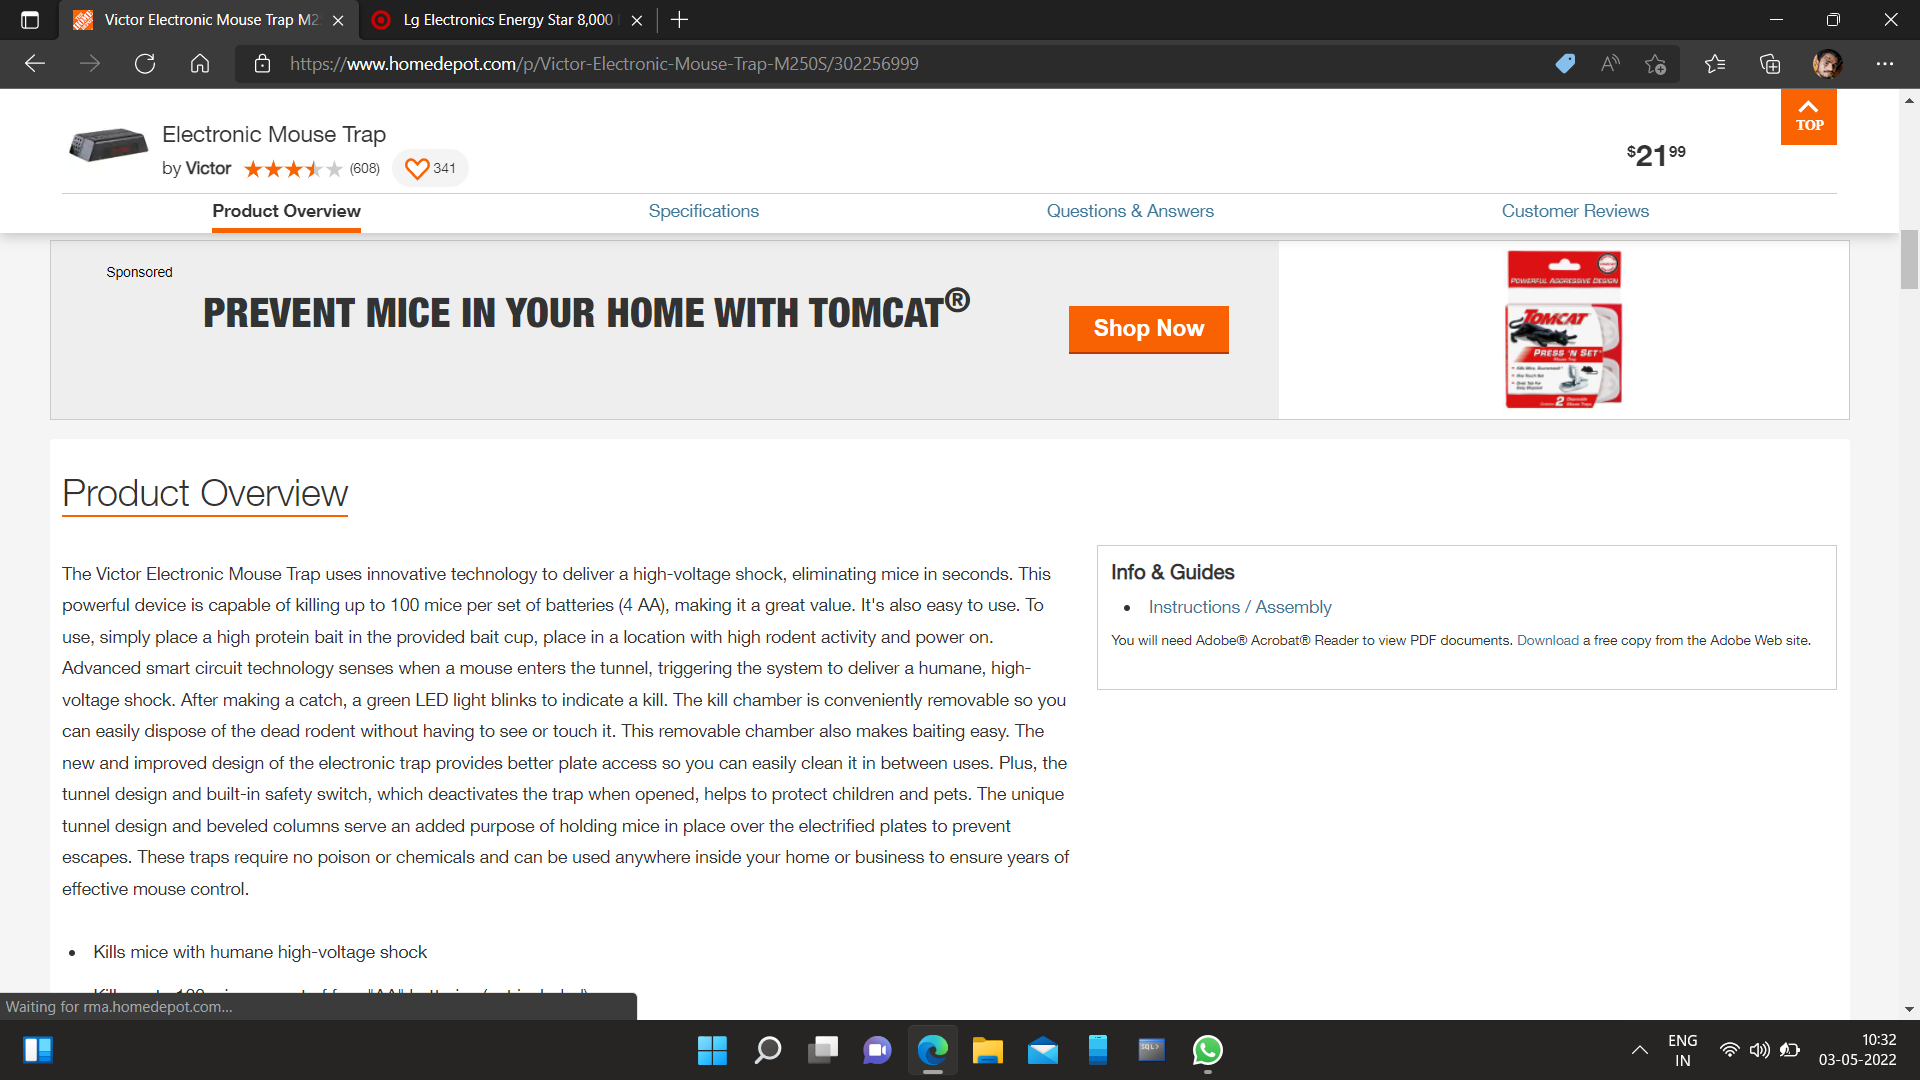 Victor Electronic Mouse Trap M2
Lg Electronics Energy Star 8,000
https://www.homedepot.com/p/Victor-Electronic-Mouse-Trap-M250S/302256999
Electronic Mouse Trap
by Victor (608) 341
$21 99
TOP
Product Overview Specifications Questions & Answers Customer Reviews
Sponsored
PREVENT MICE IN YOUR HOME WITH TOMCAT®
Shop Now
POWERFUL AGGRESSIVE DESIGN
TOMCAT
PRESS 'N SET
2
Product Overview
The Victor Electronic Mouse Trap uses innovative technology to deliver a high-voltage shock, eliminating mice in seconds. This
powerful device is capable of killing up to 100 mice per set of batteries (4 AA), making it a great value. It's also easy to use. To
use, simply place a high protein bait in the provided bait cup, place in a location with high rodent activity and power on.
Advanced smart circuit technology senses when a mouse enters the tunnel, triggering the system to deliver a humane, high-
voltage shock. After making a catch, a green LED light blinks to indicate a kill. The kill chamber is conveniently removable so you
can easily dispose of the dead rodent without having to see or touch it. This removable chamber also makes baiting easy. The
new and improved design of the electronic trap provides better plate access so you can easily clean it in between uses. Plus, the
tunnel design and built-in safety switch, which deactivates the trap when opened, helps to protect children and pets. The unique
tunnel design and beveled columns serve an added purpose of holding mice in place over the electrified plates to prevent
escapes. These traps require no poison or chemicals and can be used anywhere inside your home or business to ensure years of
effective mouse control.
Info & Guides
Instructions / Assembly
You will need Adobe® Acrobat® Reader to view PDF documents. Download a free copy from the Adobe Web site.
Kills mice with humane high-voltage shock
Waiting for rma.homedepot.com...
ENG
IN
10:32
03-05-2022